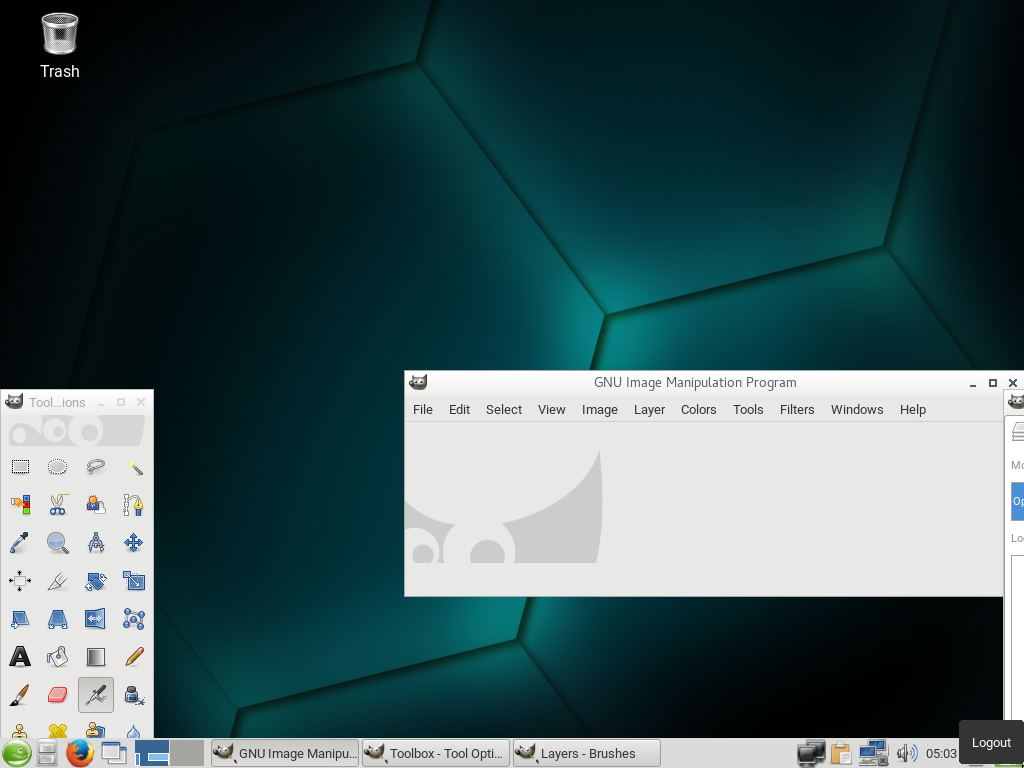 Trash
GNU Image Manipulation Program
Tool...ions
File Edit Select View Image Layer Colors Tools Filters Windows Help
Mo
Op
Lo
GNU Image Manipu...
Toolbox - Tool Opti...
Layers - Brushes
05:03
Logout